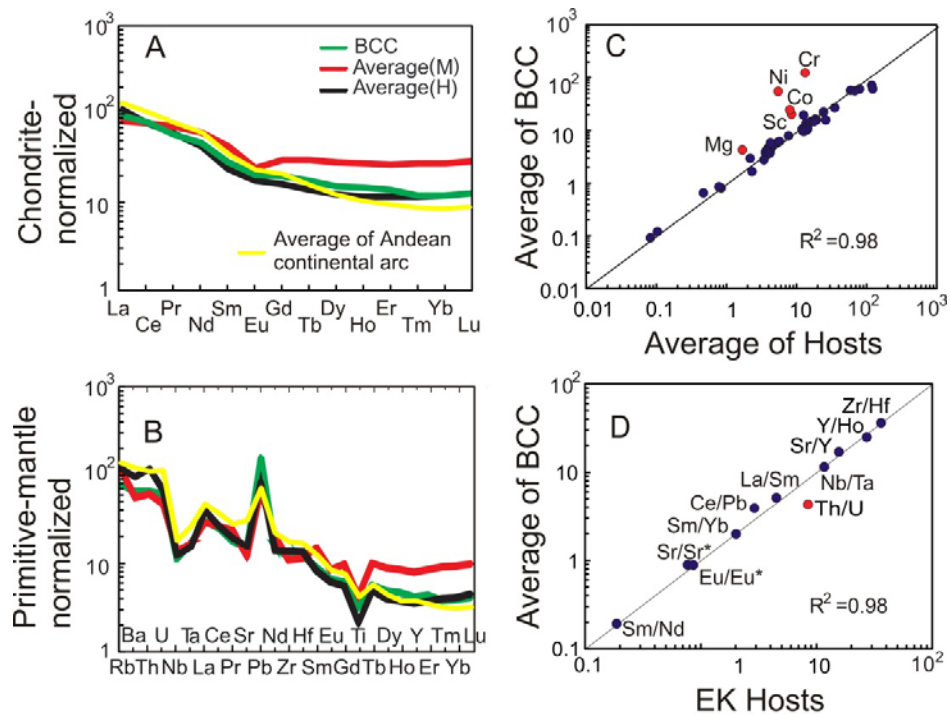 A
10³
10²
10
1
Chondrite-
normalized
BCC
Average(M)
Average(H)
Average of Andean
continental arc
La Pr Sm Gd Dy Er Yb
Ce Nd Eu Tb Ho Tm Lu
B
10³
10²
10
1
Primitive-mantle
normalized
Ba U Ta Ce Sr Nd Hf Eu Ti Dy Y Tm Lu
Rb Th Nb La Pr Pb Zr Sm Gd Tb Ho Er Yb
C
10³
10²
10
1
0.1
0.01
Average of BCC
Cr
Ni
Co
Sc
Mg
R² =0.98
0.01 0.1 1 10 10² 10³
Average of Hosts
D
10²
10
1
0.1
Average of BCC
Zr/Hf
Y/Ho
Sr/Y
Nb/Ta
La/Sm
Th/U
Ce/Pb
Sm/Yb
Sr/Sr*
Eu/Eu*
Sm/Nd
R² =0.98
0.1 1 10 10²
EK Hosts